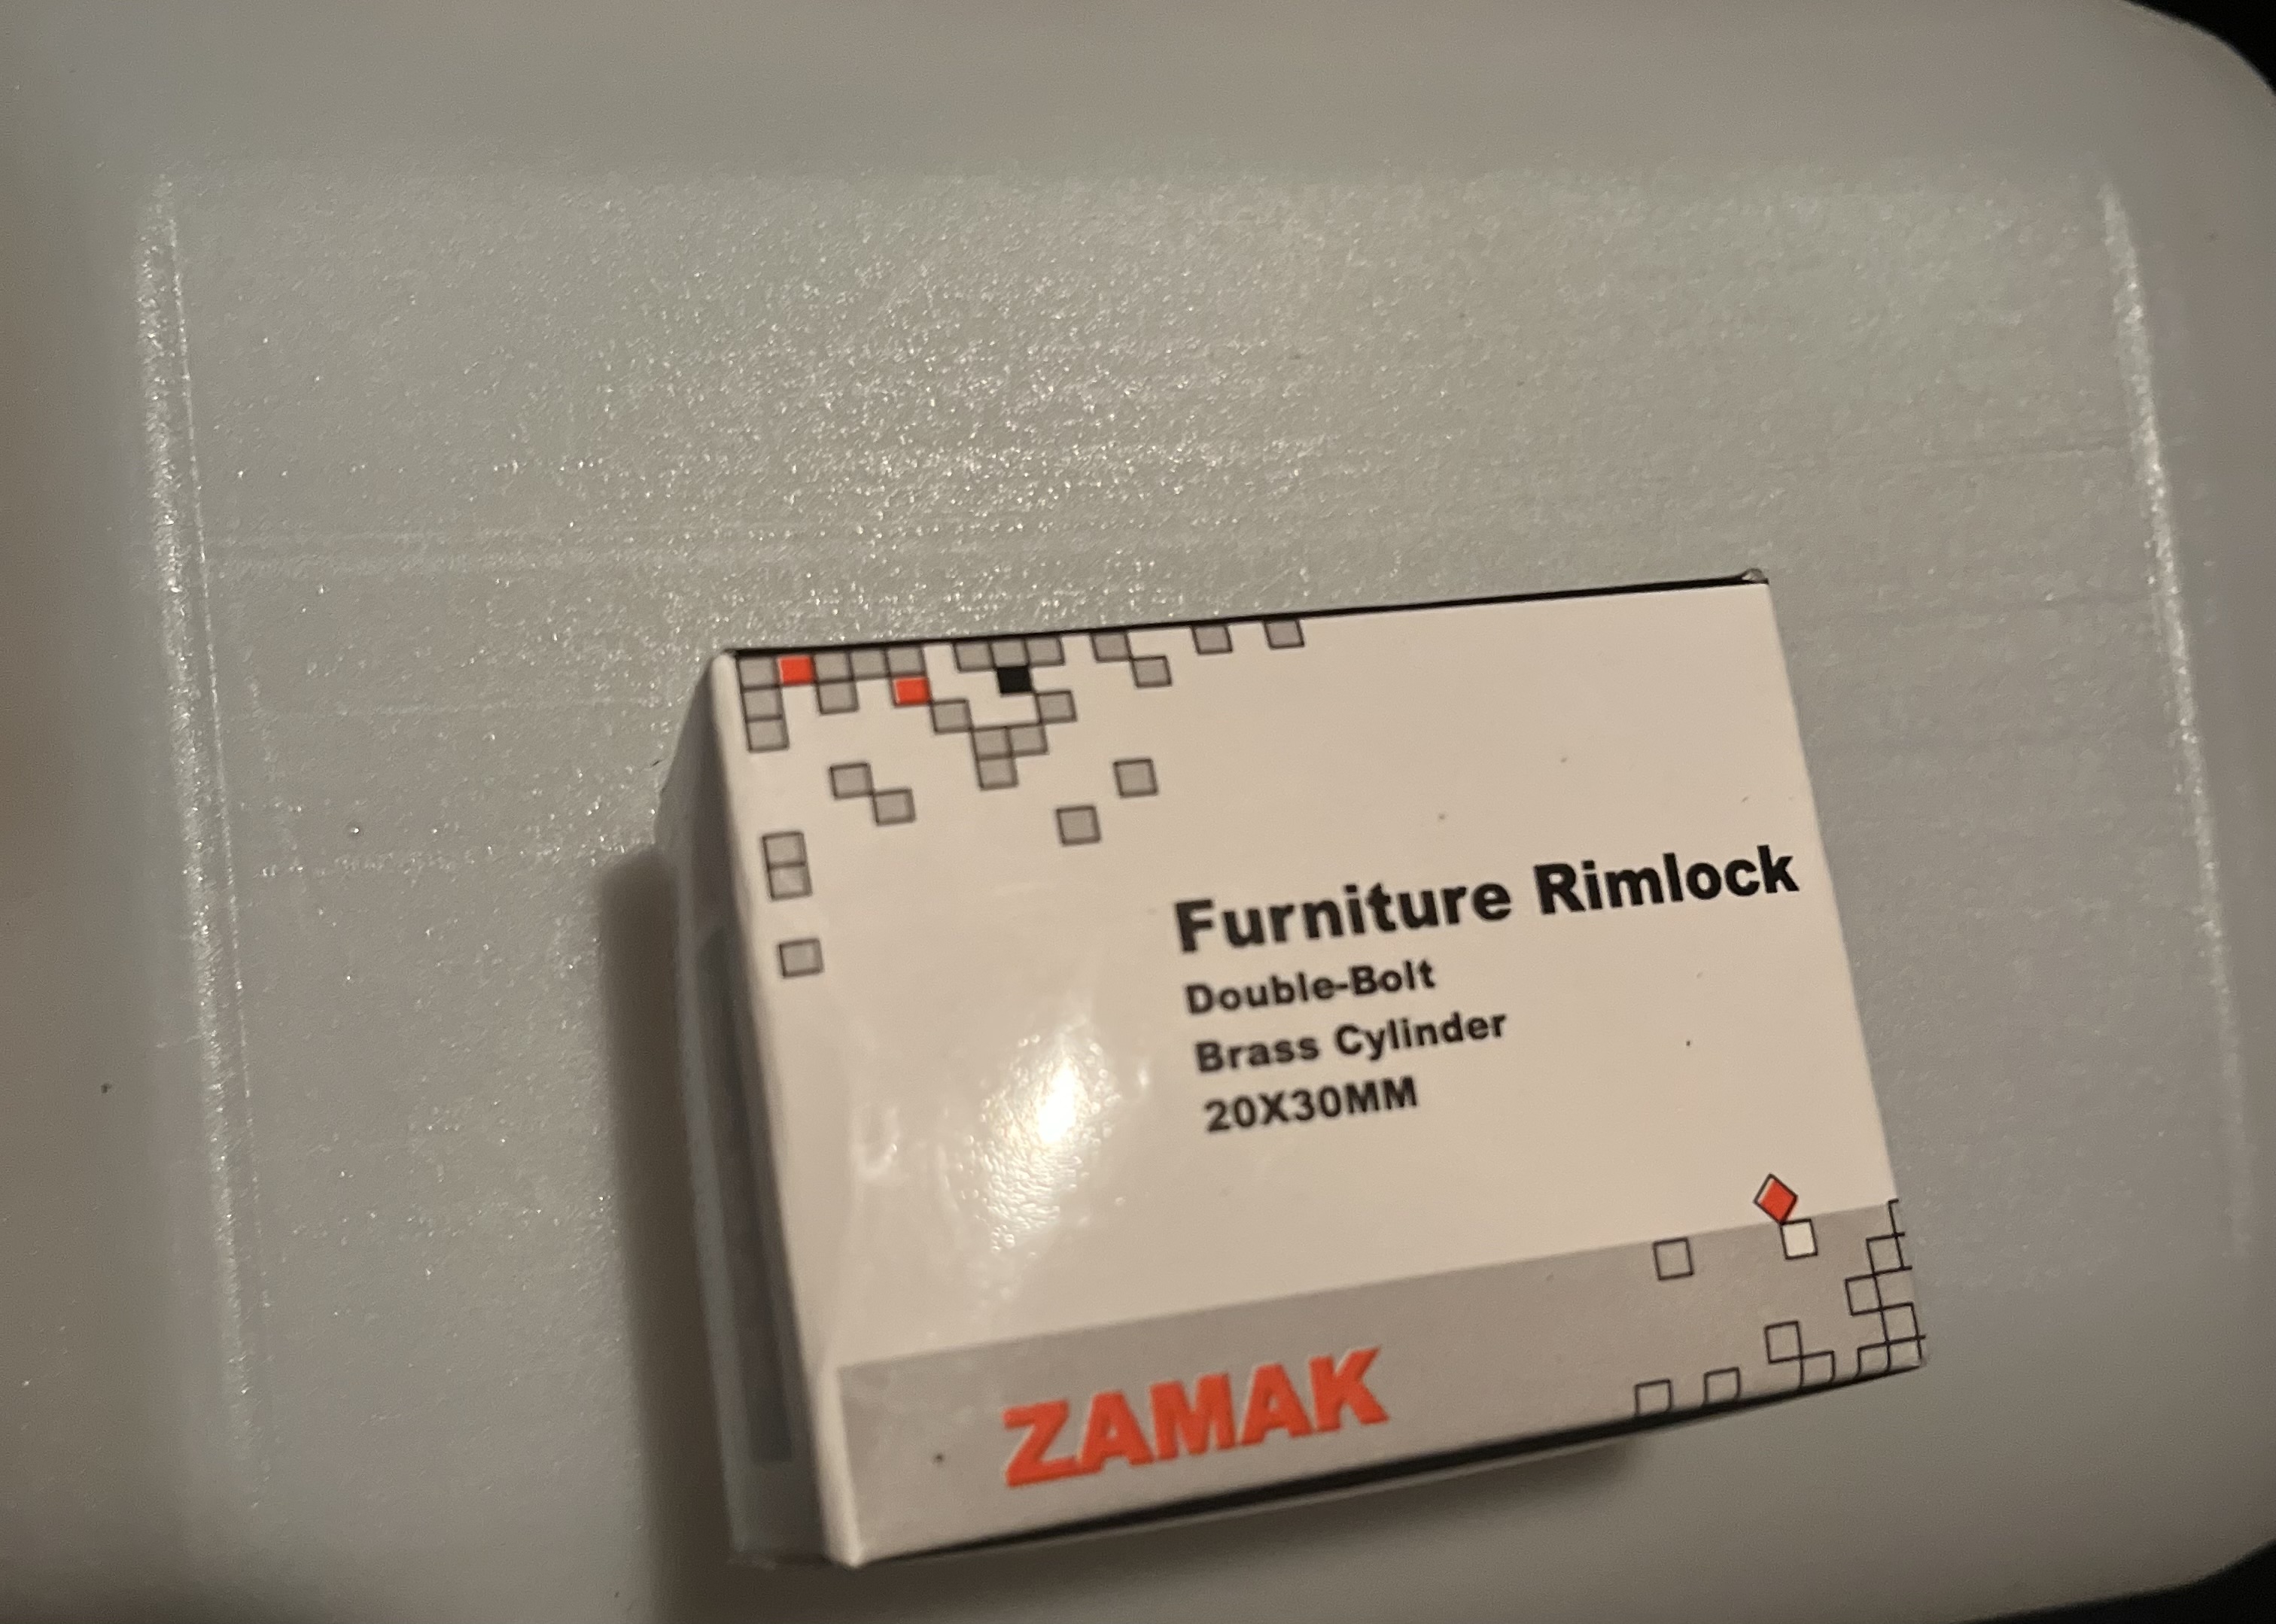 Furniture Rimlock
Double-Bolt
Brass Cylinder
20X30MM
ZAMAK